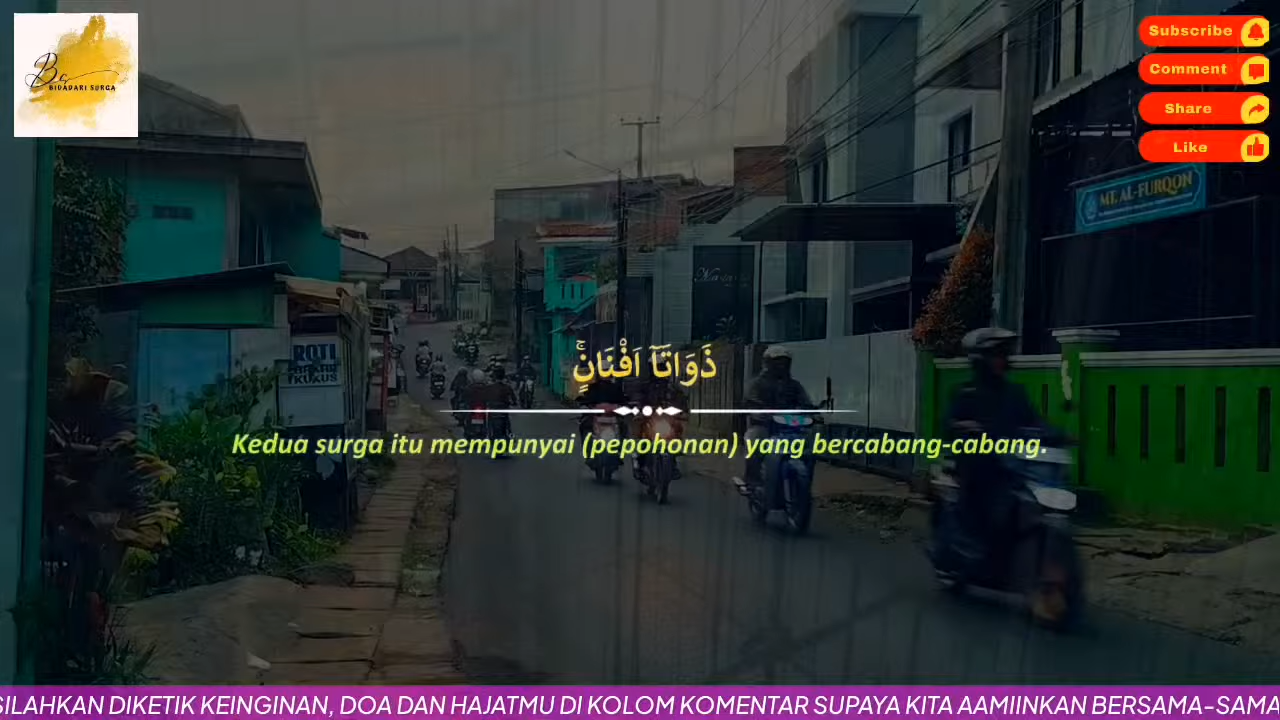 Bs
BIDADARI SURGA
Subscribe
Comment
Share
Like
MT. AL-FURQON
ROTI
KUKUS
ذَوَاتَآ اَفْنَانٍۚ
Kedua surga itu mempunyai (pepohonan) yang bercabang-cabang.
SILAHKAN DIKETIK KEINGINAN, DOA DAN HAJATMU DI KOLOM KOMENTAR SUPAYA KITA AAMIINKAN BERSAMA-SAMA